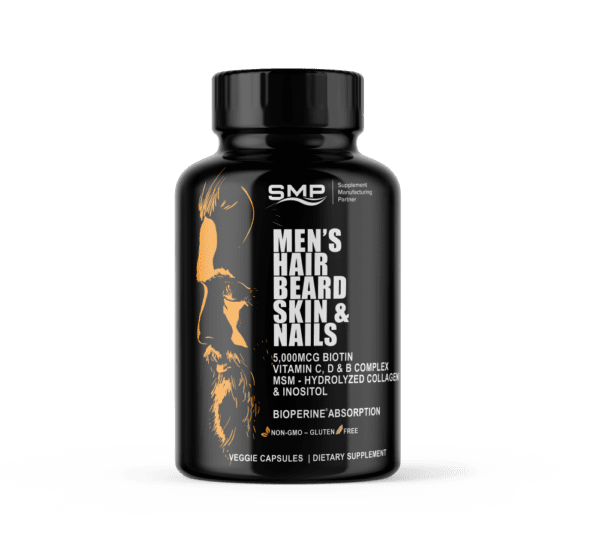 SMP
Supplement
Manufacturing
Partner
MEN'S
HAIR
BEARD
SKIN &
NAILS
5,000MCG BIOTIN
VITAMIN C, D & B COMPLEX
MSM - HYDROLYZED COLLAGEN
& INOSITOL
BIOPERINE® ABSORPTION
NON-GMO – GLUTEN FREE
VEGGIE CAPSULES | DIETARY SUPPLEMENT